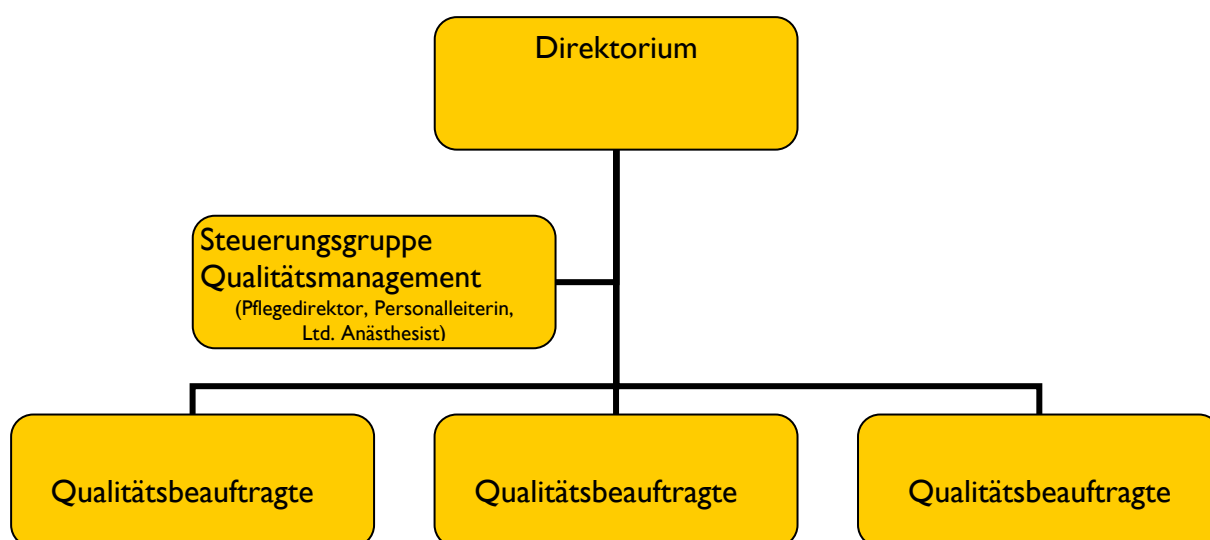 Direktorium
Steuerungsgruppe
Qualitätsmanagement
(Pflegedirektor, Personalleiterin,
Ltd. Anästhesist)
Qualitätsbeauftragte
Qualitätsbeauftragte
Qualitätsbeauftragte